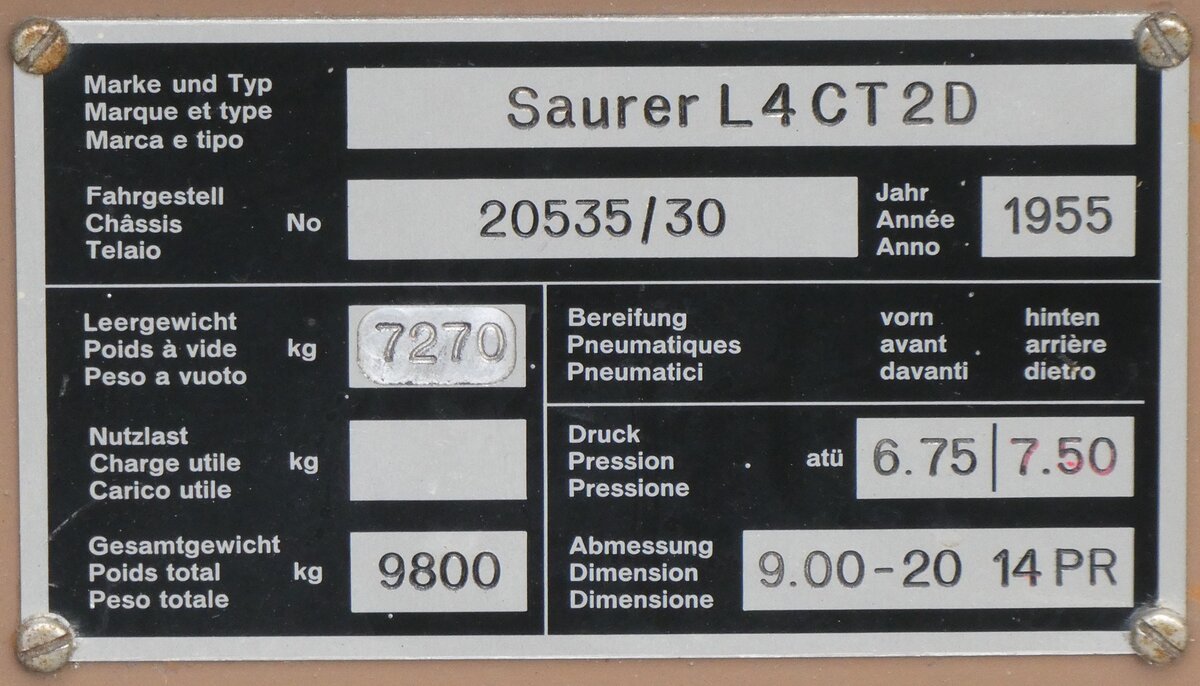 Marke und Typ
Marque et type
Marca e tipo
Saurer L4CT2D
Fahrgestell
Châssis No
Telaio
20535/30
Jahr
Année
Anno
1955
Leergewicht
Poids à vide kg
Peso a vuoto
7270
Nutzlast
Charge utile kg
Carico utile
Gesamtgewicht
Poids total kg
Peso totale
9800
Bereifung vorn hinten
Pneumatiques avant arrière
Pneumatici davanti dietro
Druck
Pression atü
Pressione
6.75|7.50
Abmessung
Dimension
Dimensione
9.00-20 14PR